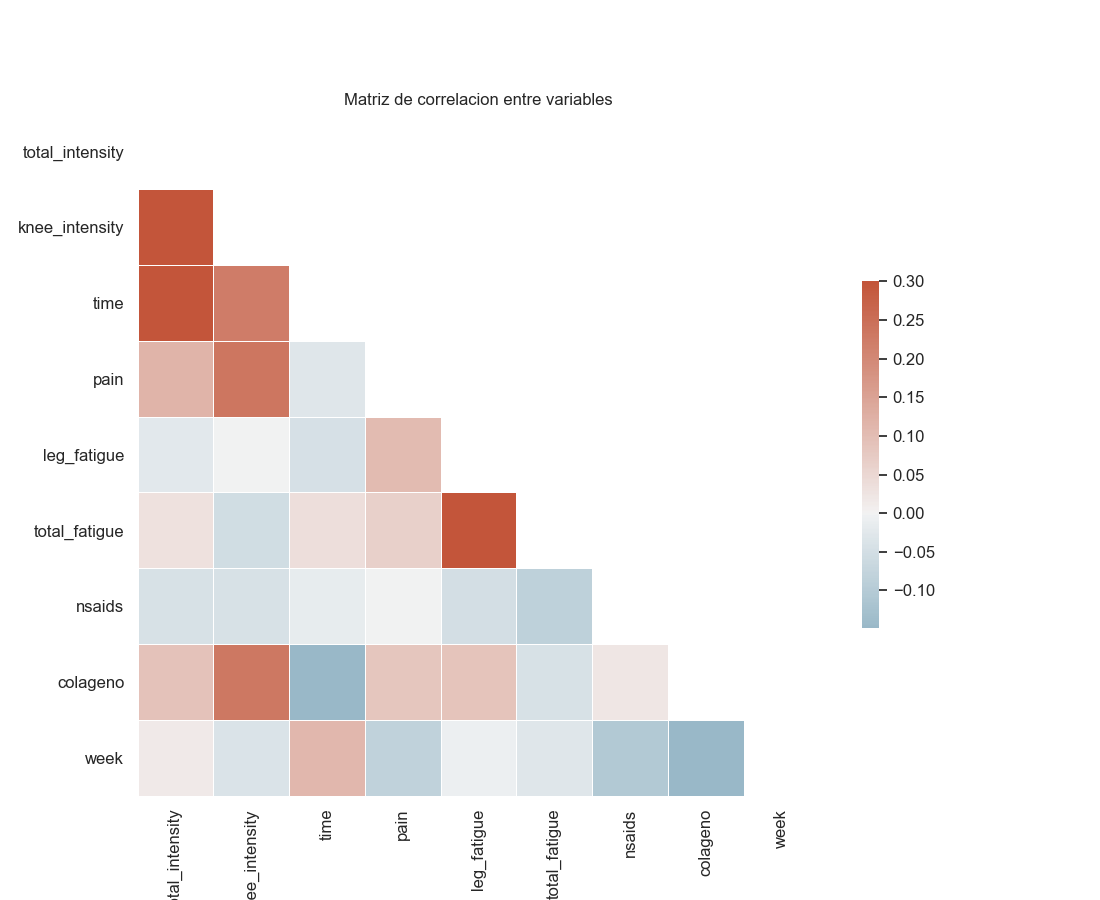 Matriz de correlacion entre variables
total_intensity
knee_intensity
time
pain
leg_fatigue
total_fatigue
nsaids
colageno
week
0.30
0.25
0.20
0.15
0.10
0.05
0.00
−0.05
−0.10
otal_intensity
ee_intensity
time
pain
leg_fatigue
total_fatigue
nsaids
colageno
week